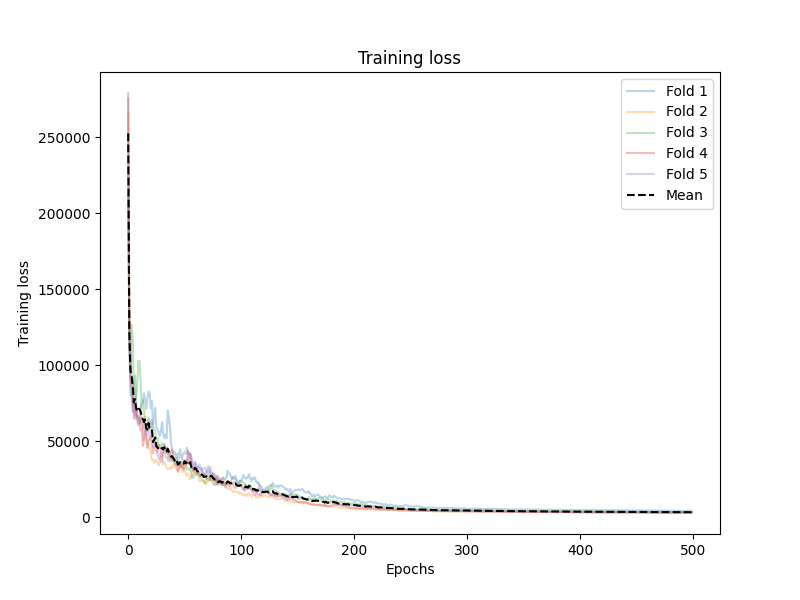 Training loss
Fold 1
Fold 2
Fold 3
Fold 4
Fold 5
Mean
Training loss
250000
200000
150000
100000
50000
0
0 100 200 300 400 500
Epochs